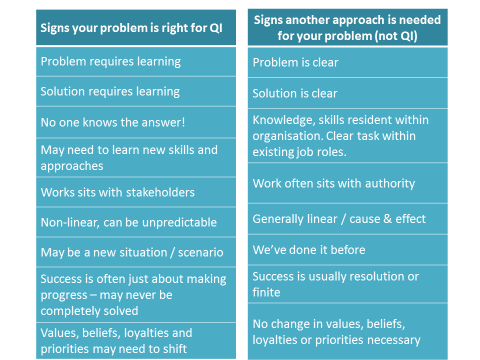 Signs your problem is right for QI
Problem requires learning
Solution requires learning
No one knows the answer!
May need to learn new skills and
approaches
Works sits with stakeholders
Non-linear, can be unpredictable
May be a new situation / scenario
Success is often just about making
progress – may never be
completely solved
Values, beliefs, loyalties and
priorities may need to shift
Signs another approach is needed
for your problem (not QI)
Problem is clear
Solution is clear
Knowledge, skills resident within
organisation. Clear task within
existing job roles.
Work often sits with authority
Generally linear / cause & effect
We've done it before
Success is usually resolution or
finite
No change in values, beliefs,
loyalties or priorities necessary